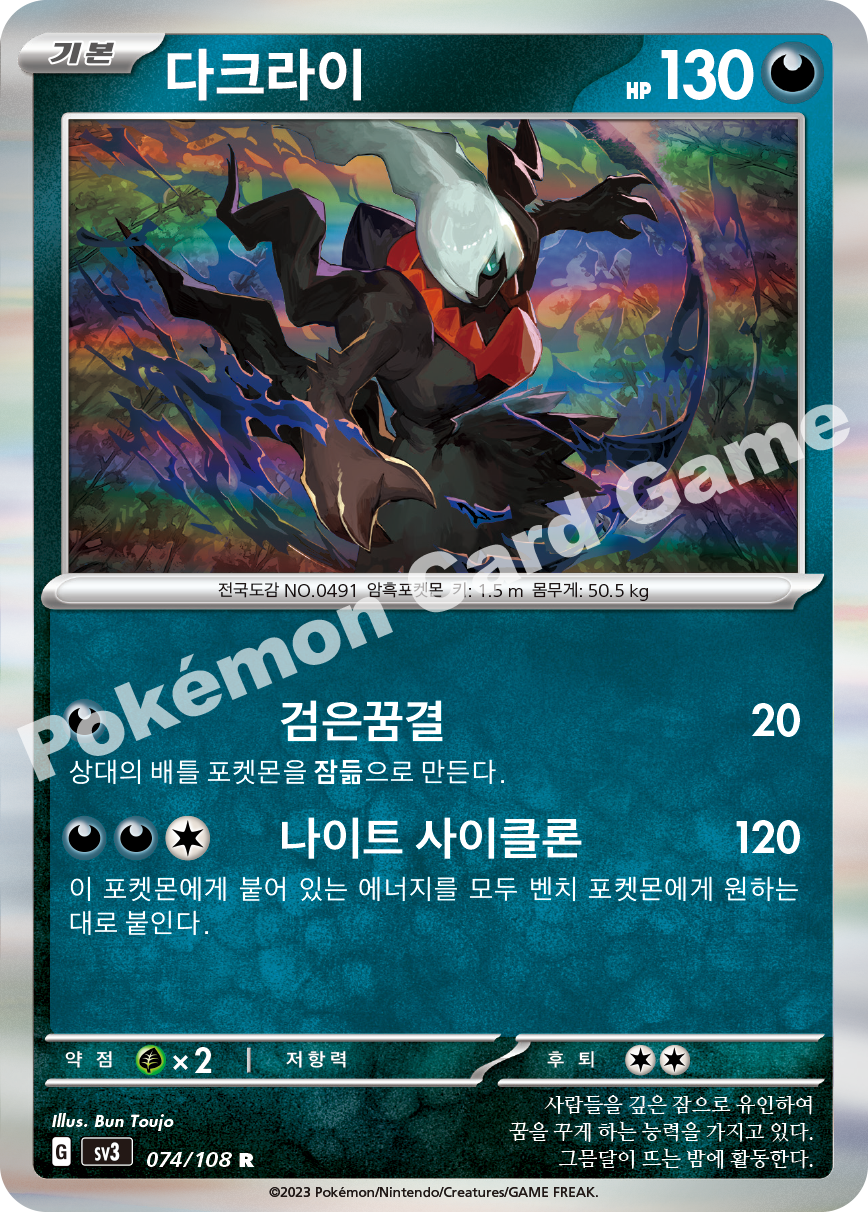 기본
다크라이
HP 130
전국도감 NO.0491 암흑포켓몬 키: 1.5 m 몸무게: 50.5 kg
Pokémon Card Game
검은꿈결 20
상대의 배틀 포켓몬을 잠듦으로 만든다.
나이트 사이클론 120
이 포켓몬에게 붙어 있는 에너지를 모두 벤치 포켓몬에게 원하는
대로 붙인다.
약점 ×2 저항력 후퇴
사람들을 깊은 잠으로 유인하여
꿈을 꾸게 하는 능력을 가지고 있다.
그믐달이 뜨는 밤에 활동한다.
Illus. Bun Toujo
G SV3 074/108 R
©2023 Pokémon/Nintendo/Creatures/GAME FREAK.